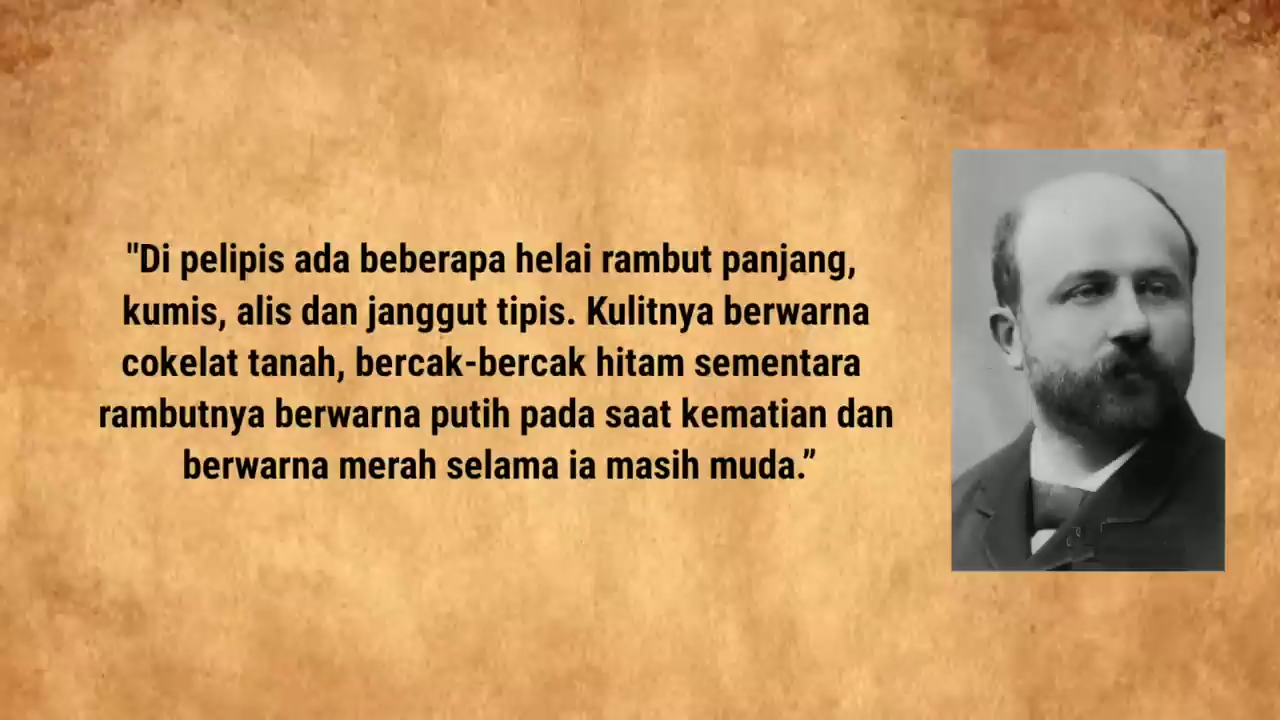 "Di pelipis ada beberapa helai rambut panjang,
kumis, alis dan janggut tipis. Kulitnya berwarna
cokelat tanah, bercak-bercak hitam sementara
rambutnya berwarna putih pada saat kematian dan
berwarna merah selama ia masih muda.”